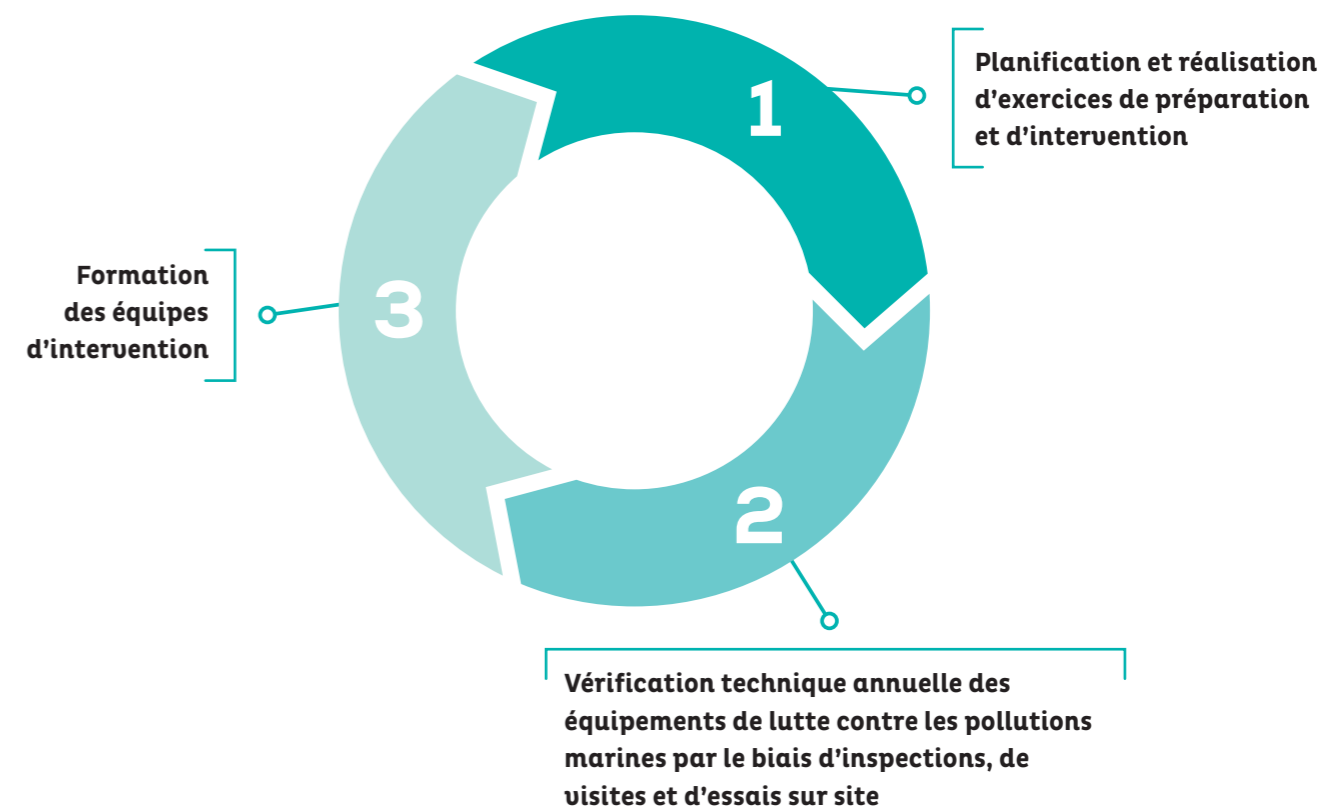 1
Planification et réalisation
d’exercices de préparation
et d’intervention
2
Vérification technique annuelle des
équipements de lutte contre les pollutions
marines par le biais d’inspections, de
visites et d’essais sur site
3
Formation
des équipes
d’intervention